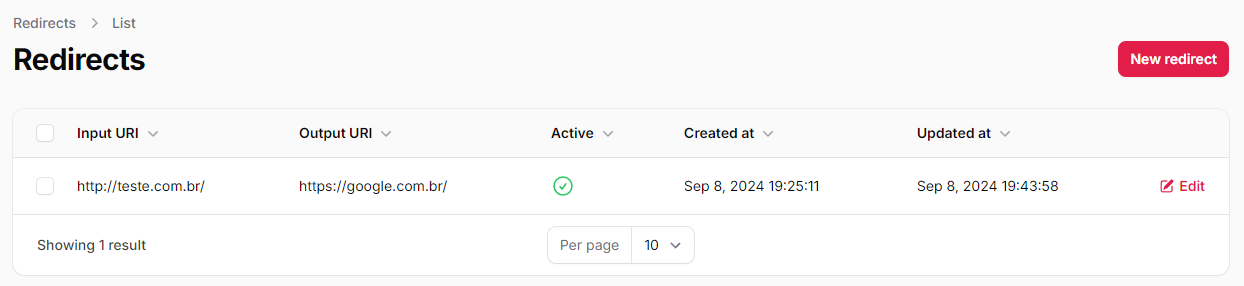 Redirects > List
Redirects
New redirect
Input URI Output URI Active Created at Updated at
http://teste.com.br/ https://google.com.br/ Sep 8, 2024 19:25:11 Sep 8, 2024 19:43:58 Edit
Showing 1 result Per page 10